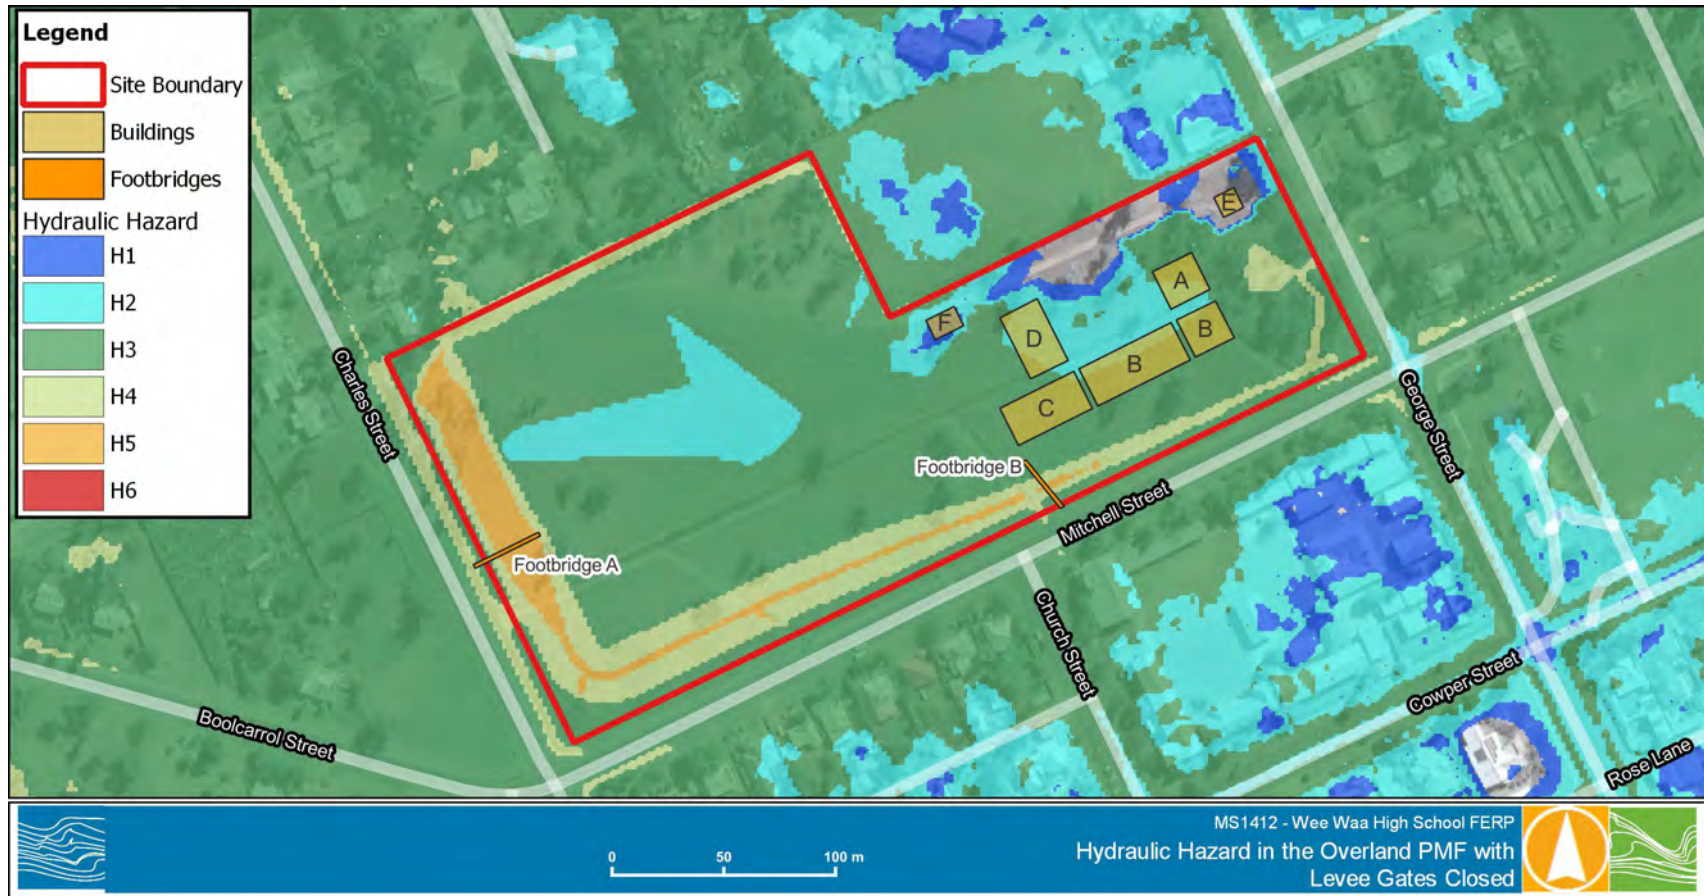 Legend
Site Boundary
Buildings
Footbridges
Hydraulic Hazard
H1
H2
H3
H4
H5
H6
E
A
F
B
D
B
C
Charles Street
George Street
Footbridge B
Mitchell Street
Footbridge A
Church Street
Cowper Street
Boolcarrol Street
Rose Lane
0 50 100 m
MS1412 - Wee Waa High School FERP
Hydraulic Hazard in the Overland PMF with
Levee Gates Closed